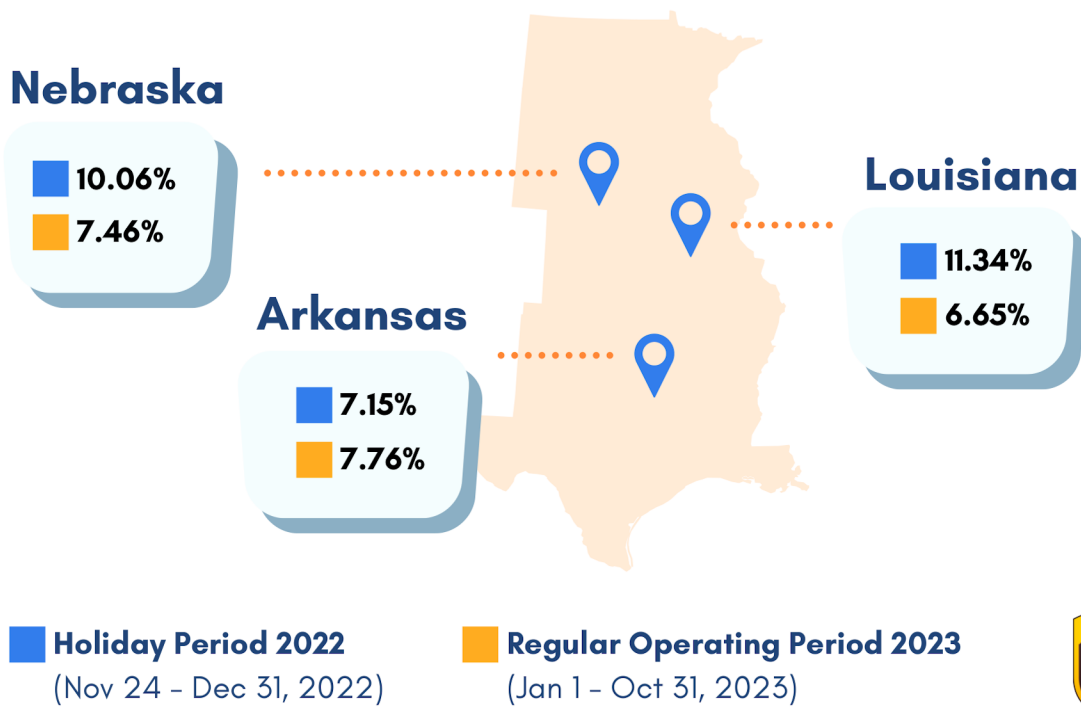 Nebraska
10.06%
7.46%
Louisiana
11.34%
6.65%
Arkansas
7.15%
7.76%
Holiday Period 2022
(Nov 24 - Dec 31, 2022)
Regular Operating Period 2023
(Jan 1 - Oct 31, 2023)